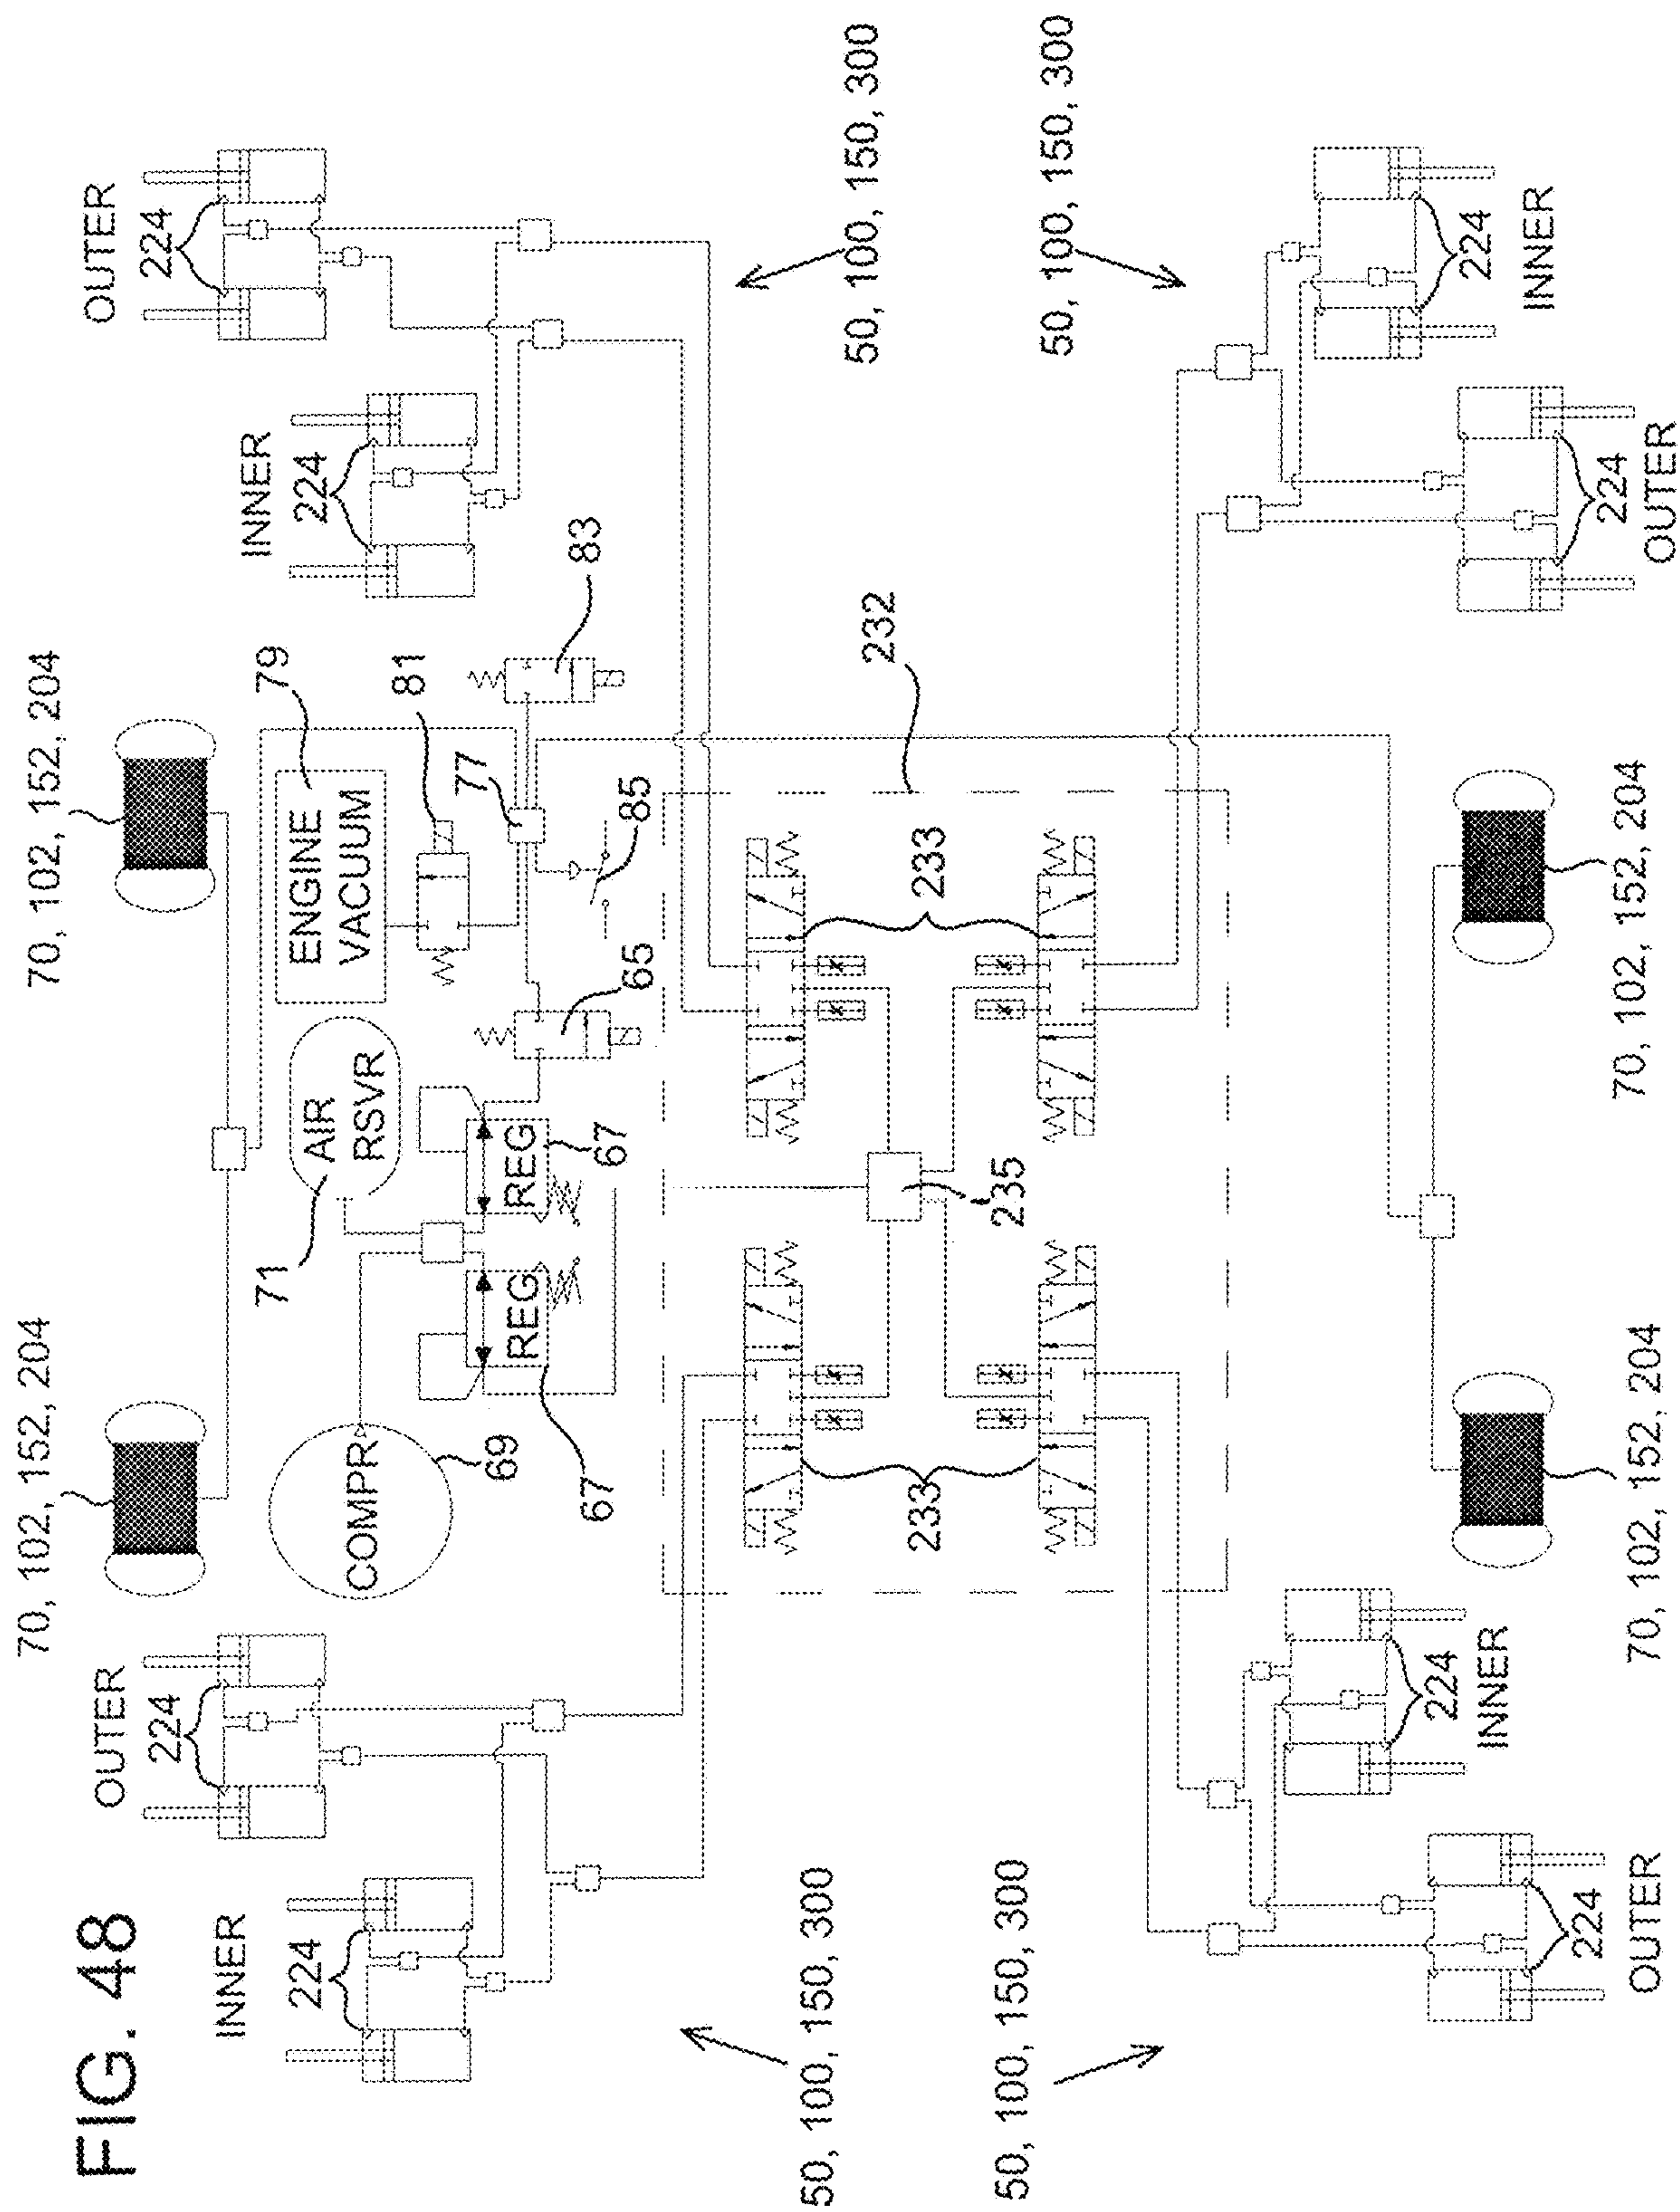 FIG. 48
70, 102, 152, 204
70, 102, 152, 204
OUTER
224
OUTER
224
INNER
224
INNER
224
71
AIR
RSVR
79
ENGINE
VACUUM
COMPR
69
81
77
REG
REG
67
67
83
85
65
50, 100, 150, 300
50, 100, 150, 300
232
233
233
235
50, 100, 150, 300
50, 100, 150, 300
224
INNER
224
INNER
224
OUTER
224
OUTER
70, 102, 152, 204
70, 102, 152, 204